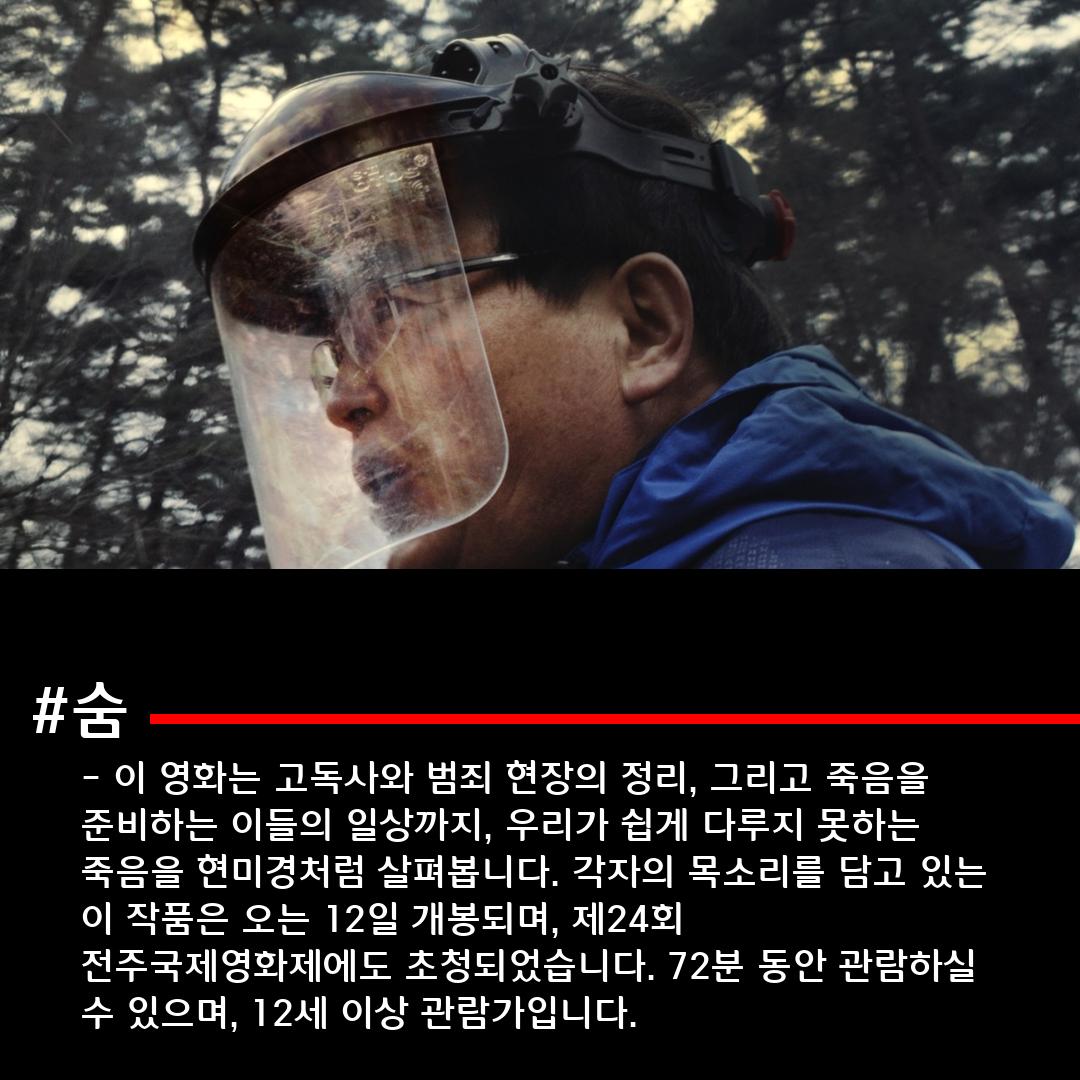 #숨
- 이 영화는 고독사와 범죄 현장의 정리, 그리고 죽음을
준비하는 이들의 일상까지, 우리가 쉽게 다루지 못하는
죽음을 현미경처럼 살펴봅니다. 각자의 목소리를 담고 있는
이 작품은 오는 12일 개봉되며, 제24회
전주국제영화제에도 초청되었습니다. 72분 동안 관람하실
수 있으며, 12세 이상 관람가입니다.